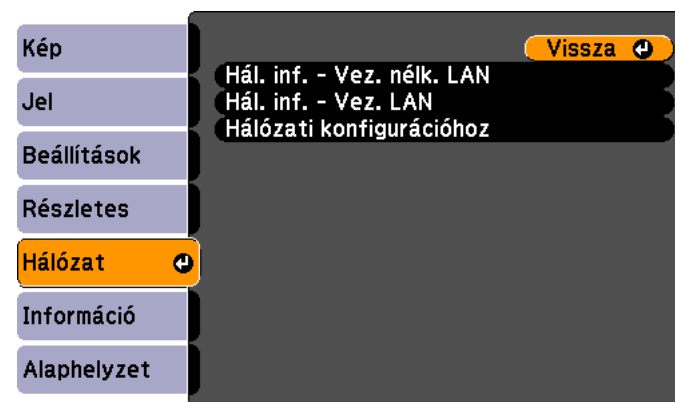 Kép
Jel
Beállítások
Részletes
Hálózat
Információ
Alaphelyzet
Vissza
Hál. inf. - Vez. nélk. LAN
Hál. inf. - Vez. LAN
Hálózati konfigurációhoz